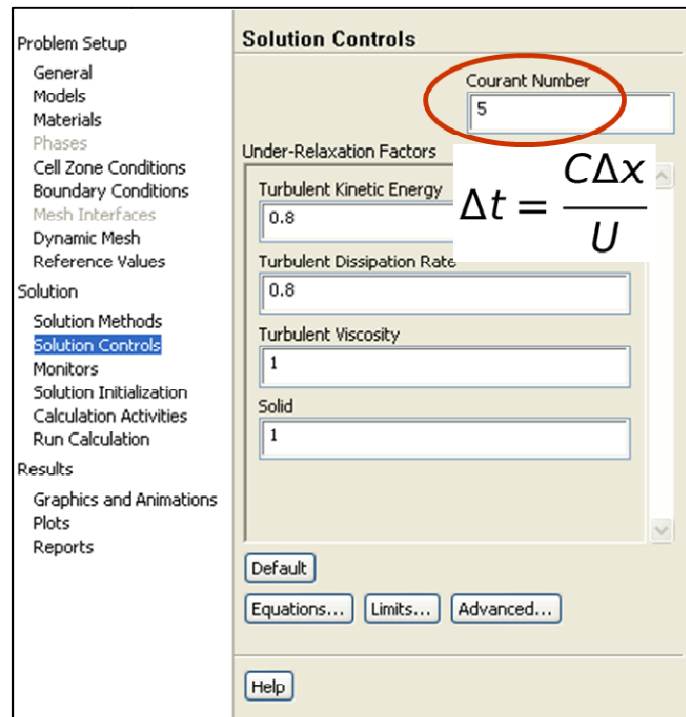 Problem Setup
General
Models
Materials
Phases
Cell Zone Conditions
Boundary Conditions
Mesh Interfaces
Dynamic Mesh
Reference Values
Solution
Solution Methods
Solution Controls
Monitors
Solution Initialization
Calculation Activities
Run Calculation
Results
Graphics and Animations
Plots
Reports
Solution Controls
Courant Number
5
Under-Relaxation Factors
Turbulent Kinetic Energy
0.8
Δt = CΔx / U
Turbulent Dissipation Rate
0.8
Turbulent Viscosity
1
Solid
1
Default
Equations... Limits... Advanced...
Help